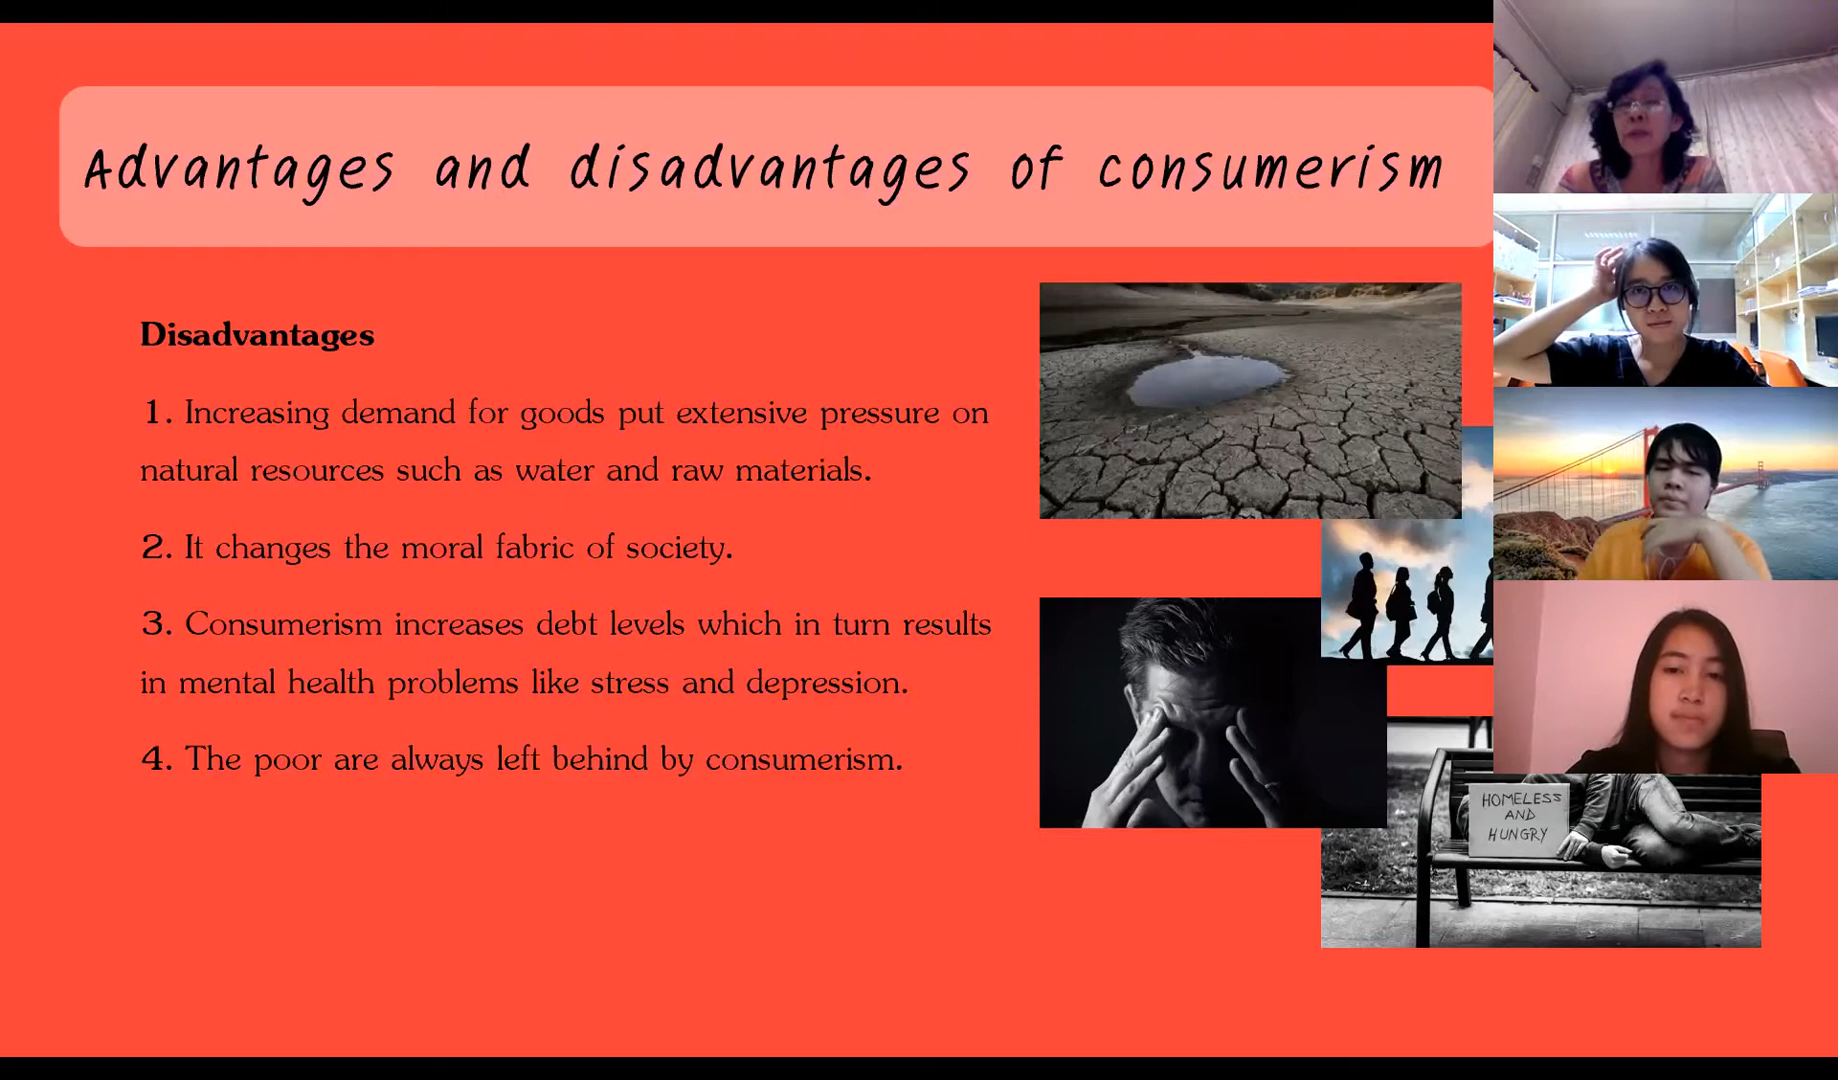 Advantages and disadvantages of consumerism
Disadvantages
1. Increasing demand for goods put extensive pressure on
natural resources such as water and raw materials.
2. It changes the moral fabric of society.
3. Consumerism increases debt levels which in turn results
in mental health problems like stress and depression.
4. The poor are always left behind by consumerism.
HOMELESS
AND
HUNGRY